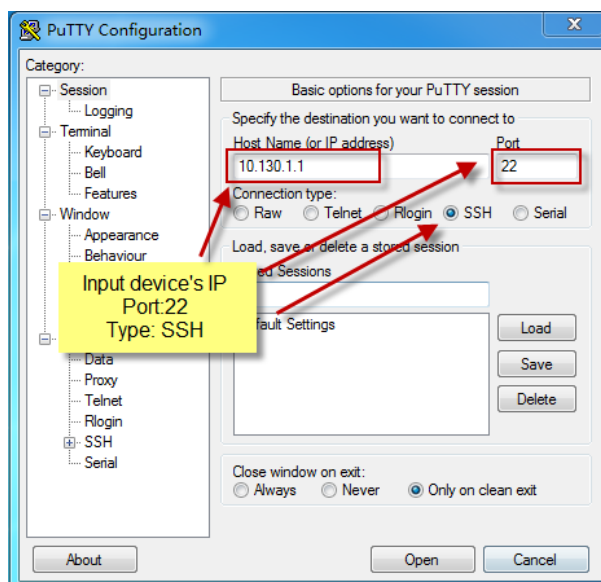 PuTTY Configuration
X
Category:
Session
Logging
Terminal
Keyboard
Bell
Features
Window
Appearance
Behaviour
Data
Proxy
Telnet
Rlogin
SSH
Serial
Basic options for your PuTTY session
Specify the destination you want to connect to
Host Name (or IP address) Port
10.130.1.1 22
Connection type:
Raw Telnet Rlogin SSH Serial
Load, save or delete a stored session
Sessions
Settings
Load
Save
Delete
Input device's IP
Port:22
Type: SSH
Close window on exit:
Always Never Only on clean exit
About Open Cancel